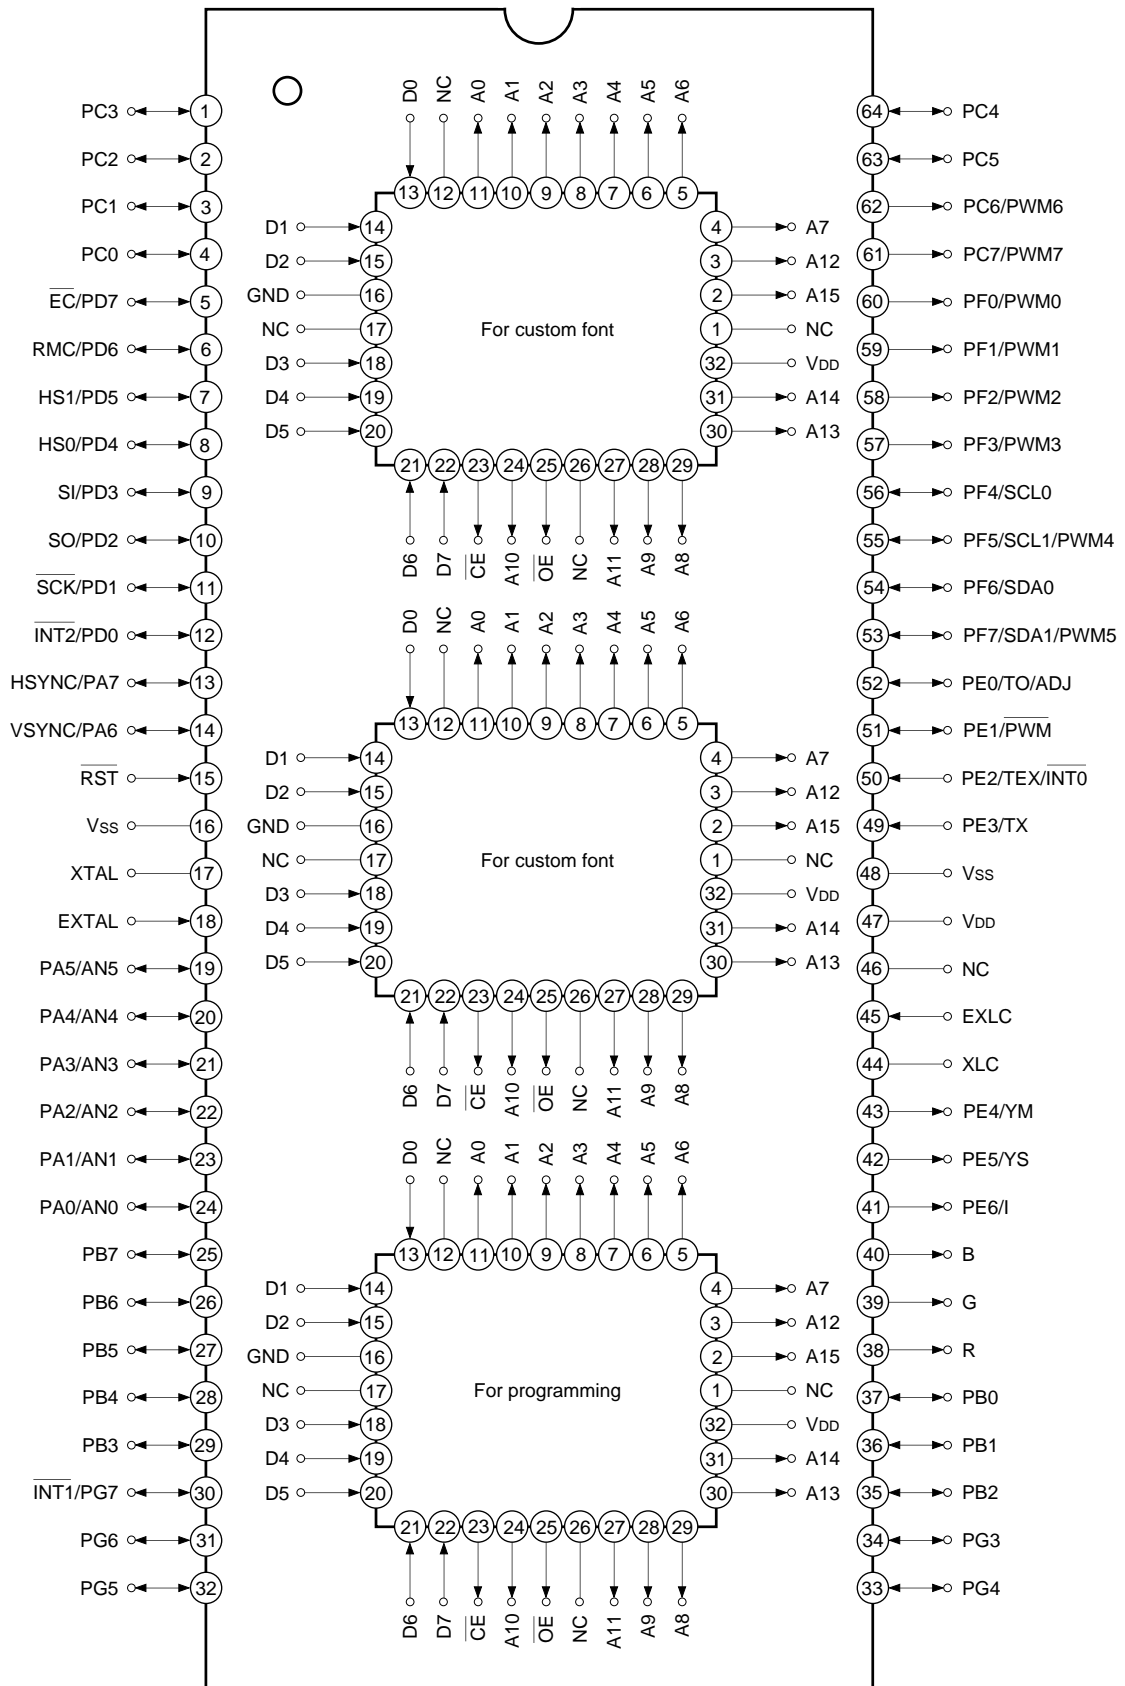 D0 NC A0 A1 A2 A3 A4 A5 A6
PC3 1 64 PC4
PC2 2 63 PC5
13 12 11 10 9 8 7 6 5
PC1 3 62 PC6/PWM6
D1 14 4 A7
PC0 4 61 PC7/PWM7
D2 15 3 A12
GND 16 2 A15
E̅C̅/PD7 5 60 PF0/PWM0
NC 17 For custom font 1 NC
RMC/PD6 6 59 PF1/PWM1
D3 18 32 VDD
HS1/PD5 7 58 PF2/PWM2
D4 19 31 A14
D5 20 30 A13
HS0/PD4 8 57 PF3/PWM3
21 22 23 24 25 26 27 28 29
SI/PD3 9 56 PF4/SCL0
SO/PD2 10 55 PF5/SCL1/PWM4
D6 D7 C̅E̅ A10 O̅E̅ NC A11 A9 A8
S̅C̅K̅/PD1 11 54 PF6/SDA0
D0 NC A0 A1 A2 A3 A4 A5 A6
I̅N̅T̅2̅/PD0 12 53 PF7/SDA1/PWM5
HSYNC/PA7 13 52 PE0/TO/ADJ
13 12 11 10 9 8 7 6 5
VSYNC/PA6 14 51 PE1/P̅W̅M̅
D1 14 4 A7
R̅S̅T̅ 15 50 PE2/TEX/I̅N̅T̅0̅
D2 15 3 A12
VSS 16 49 PE3/TX
GND 16 2 A15
NC 17 For custom font 1 NC
XTAL 17 48 VSS
D3 18 32 VDD
EXTAL 18 47 VDD
D4 19 31 A14
D5 20 30 A13
PA5/AN5 19 46 NC
21 22 23 24 25 26 27 28 29
PA4/AN4 20 45 EXLC
PA3/AN3 21 44 XLC
D6 D7 C̅E̅ A10 O̅E̅ NC A11 A9 A8
PA2/AN2 22 43 PE4/YM
D0 NC A0 A1 A2 A3 A4 A5 A6
PA1/AN1 23 42 PE5/YS
PA0/AN0 24 41 PE6/I
13 12 11 10 9 8 7 6 5
PB7 25 40 B
D1 14 4 A7
PB6 26 39 G
D2 15 3 A12
PB5 27 38 R
GND 16 2 A15
NC 17 For programming 1 NC
PB4 28 37 PB0
D3 18 32 VDD
PB3 29 36 PB1
D4 19 31 A14
I̅N̅T̅1̅/PG7 30 35 PB2
D5 20 30 A13
21 22 23 24 25 26 27 28 29
PG6 31 34 PG3
PG5 32 33 PG4
D6 D7 C̅E̅ A10 O̅E̅ NC A11 A9 A8